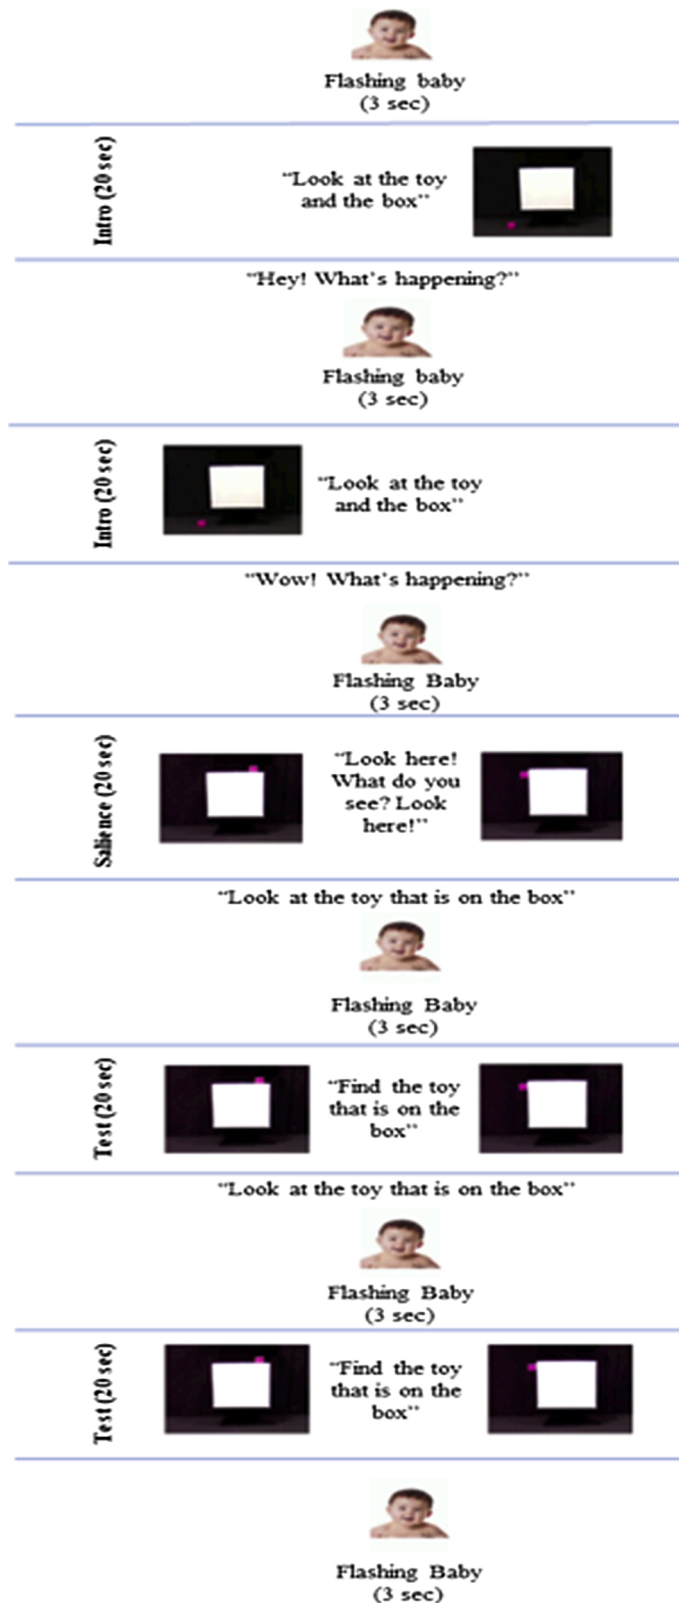 Flashing baby
(3 sec)
Intro (20 sec)
“Look at the toy
and the box”
“Hey! What’s happening?”
Flashing baby
(3 sec)
Intro (20 sec)
“Look at the toy
and the box”
“Wow! What’s happening?”
Flashing Baby
(3 sec)
Salience (20 sec)
“Look here!
What do you
see? Look
here!”
“Look at the toy that is on the box”
Flashing Baby
(3 sec)
Test (20 sec)
“Find the toy
that is on the
box”
“Look at the toy that is on the box”
Flashing Baby
(3 sec)
Test (20 sec)
“Find the toy
that is on the
box”
Flashing Baby
(3 sec)